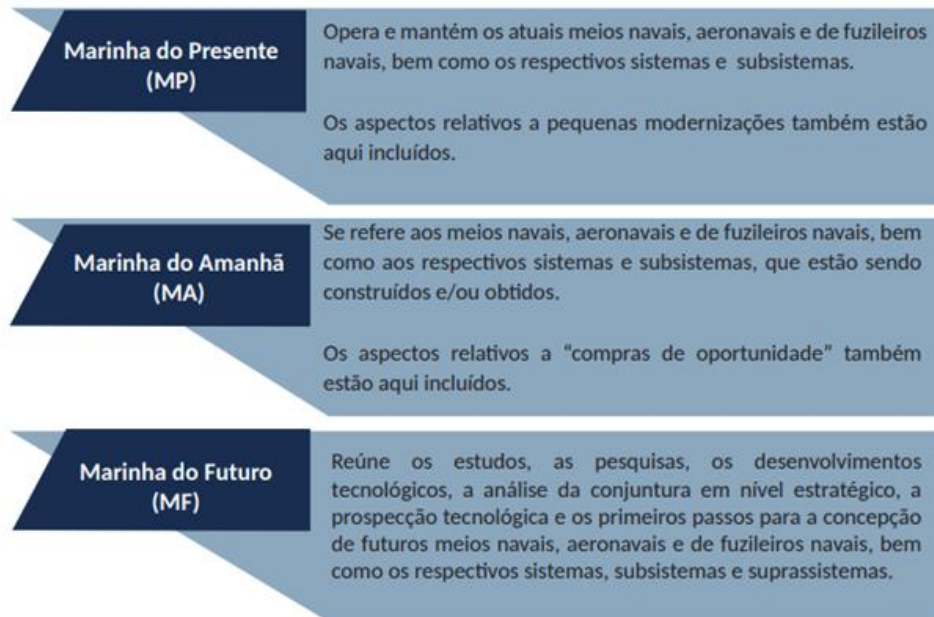 Marinha do Presente
(MP)
Opera e mantém os atuais meios navais, aeronavais e de fuzileiros
navais, bem como os respectivos sistemas e subsistemas.
Os aspectos relativos a pequenas modernizações também estão
aqui incluídos.
Marinha do Amanhã
(MA)
Se refere aos meios navais, aeronavais e de fuzileiros navais, bem
como aos respectivos sistemas e subsistemas, que estão sendo
construídos e/ou obtidos.
Os aspectos relativos a “compras de oportunidade” também
estão aqui incluídos.
Marinha do Futuro
(MF)
Reúne os estudos, as pesquisas, os desenvolvimentos
tecnológicos, a análise da conjuntura em nível estratégico, a
prospecção tecnológica e os primeiros passos para a concepção
de futuros meios navais, aeronavais e de fuzileiros navais, bem
como os respectivos sistemas, subsistemas e suprassistemas.